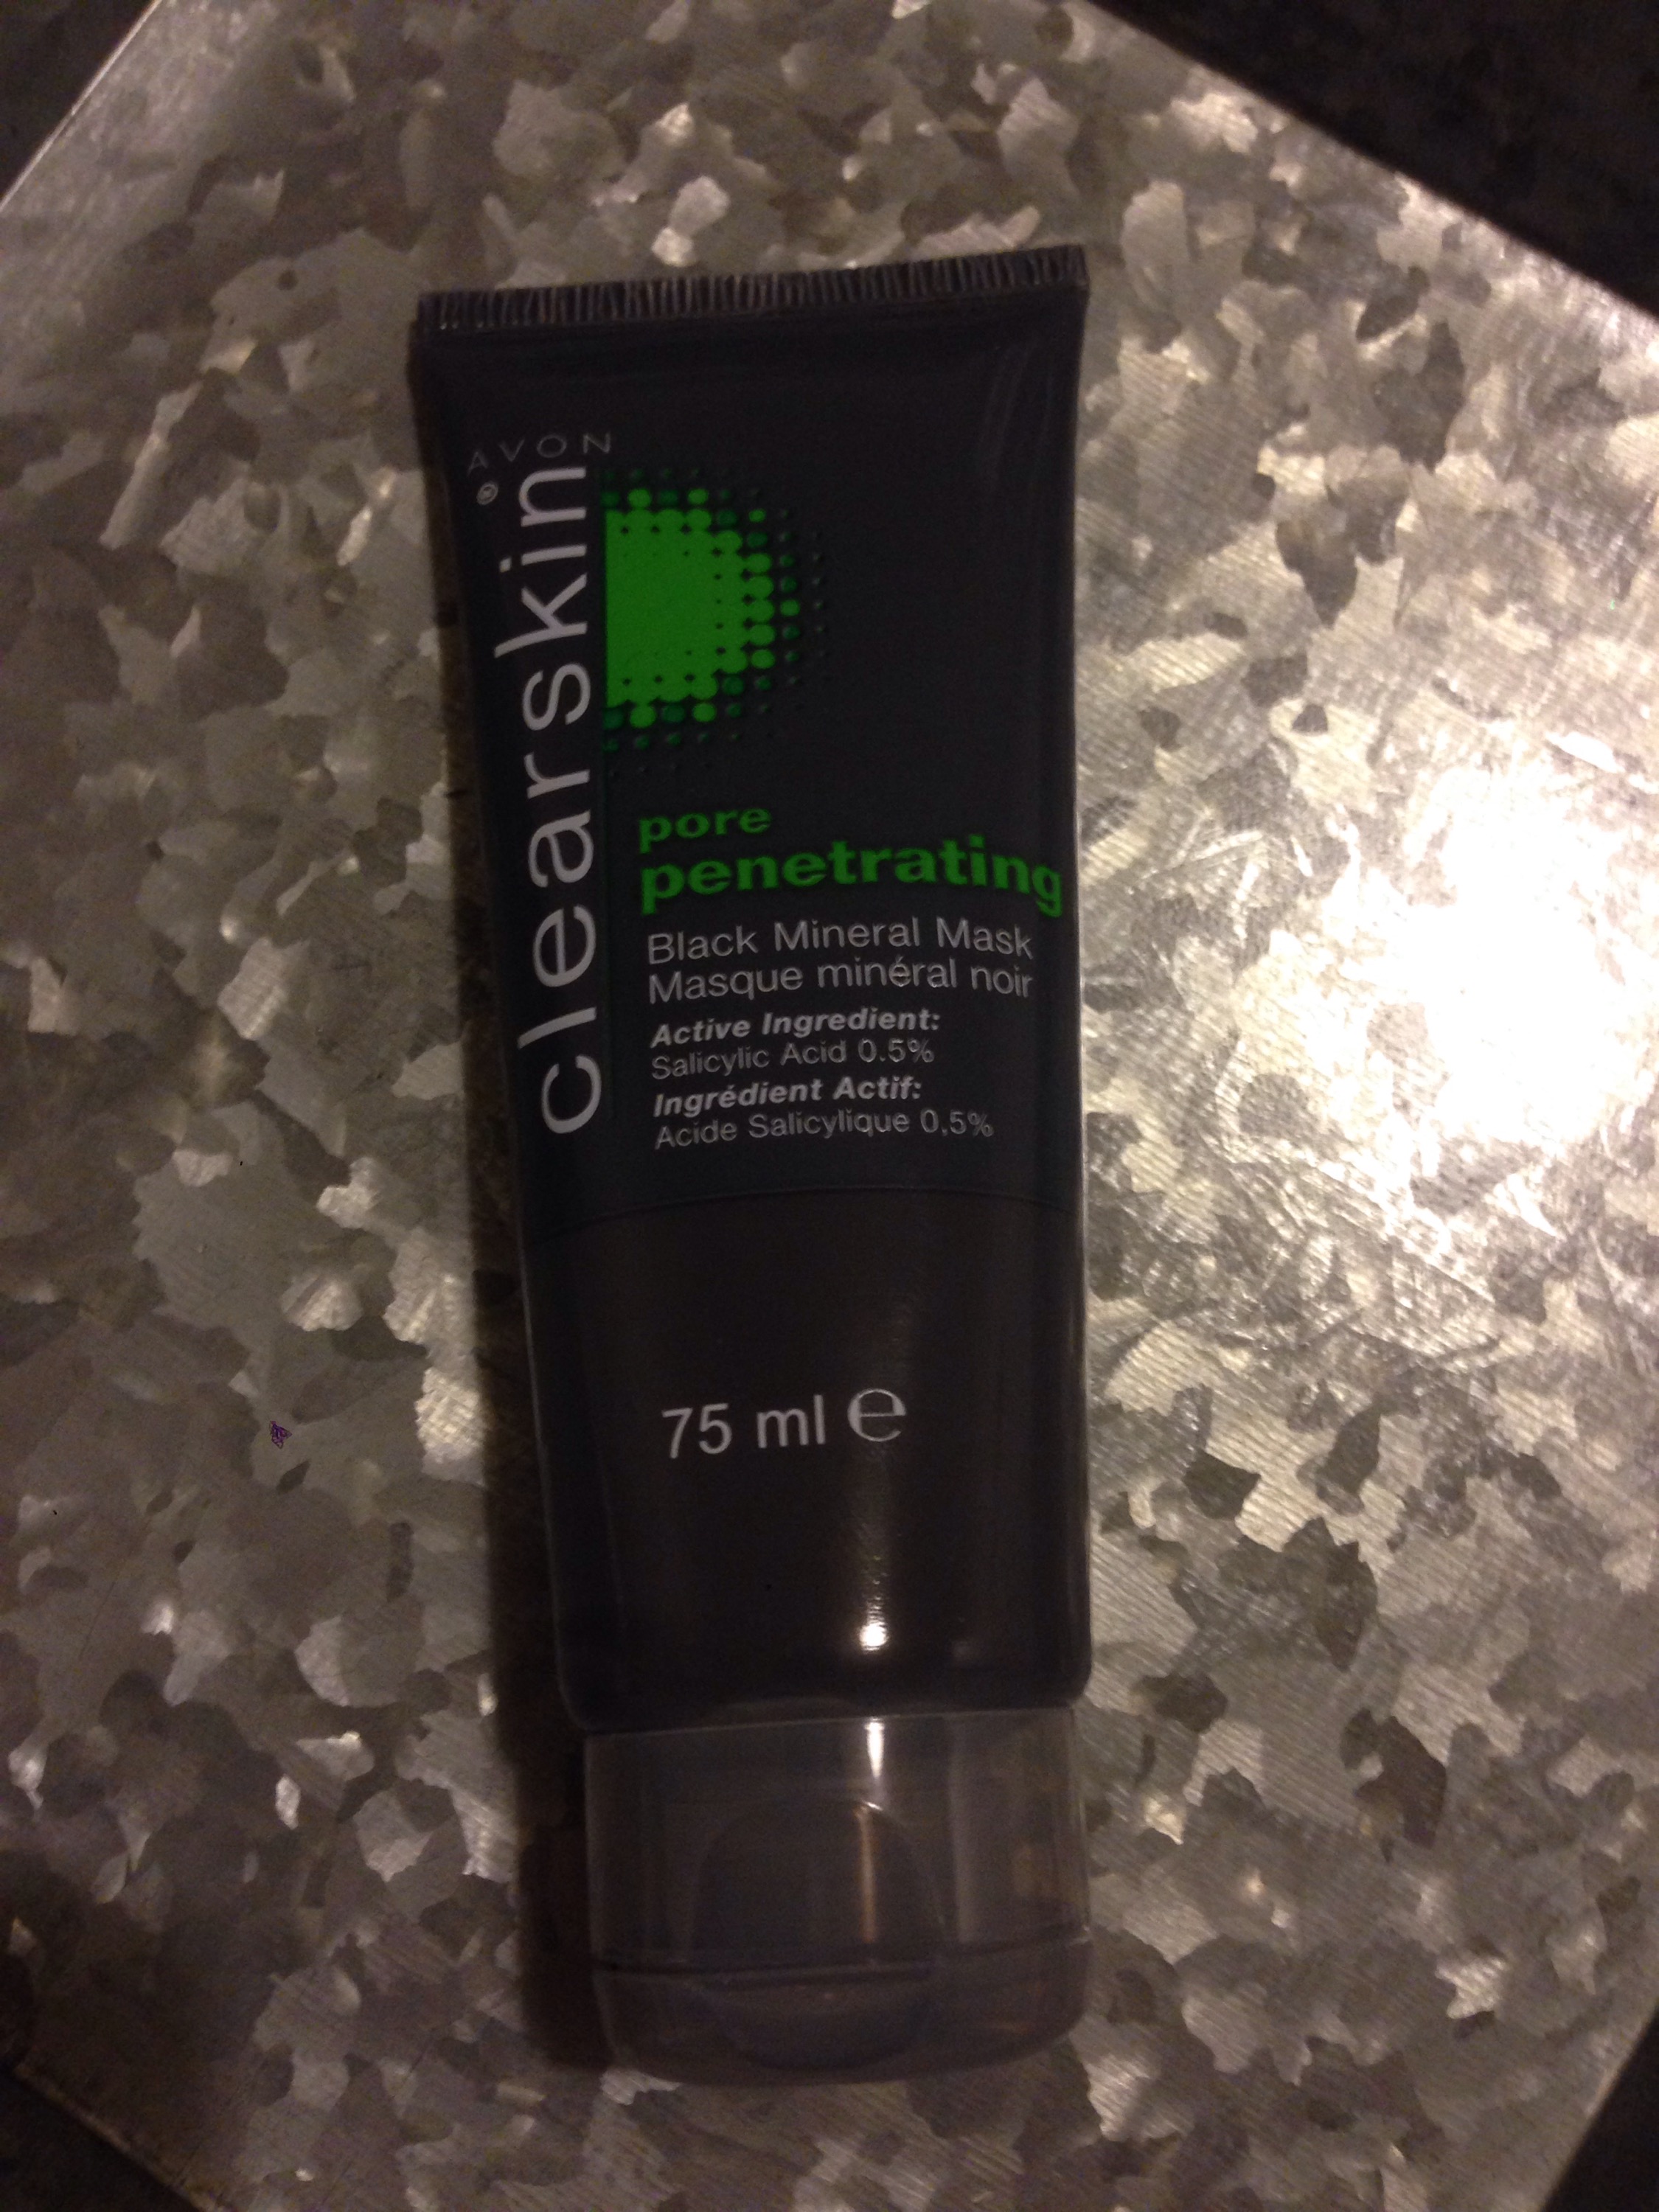 AVON
clearskin®
pore
penetrating
Black Mineral Mask
Masque minéral noir
Active Ingredient:
Salicylic Acid 0.5%
Ingrédient Actif:
Acide Salicylique 0,5%
75 ml ℮